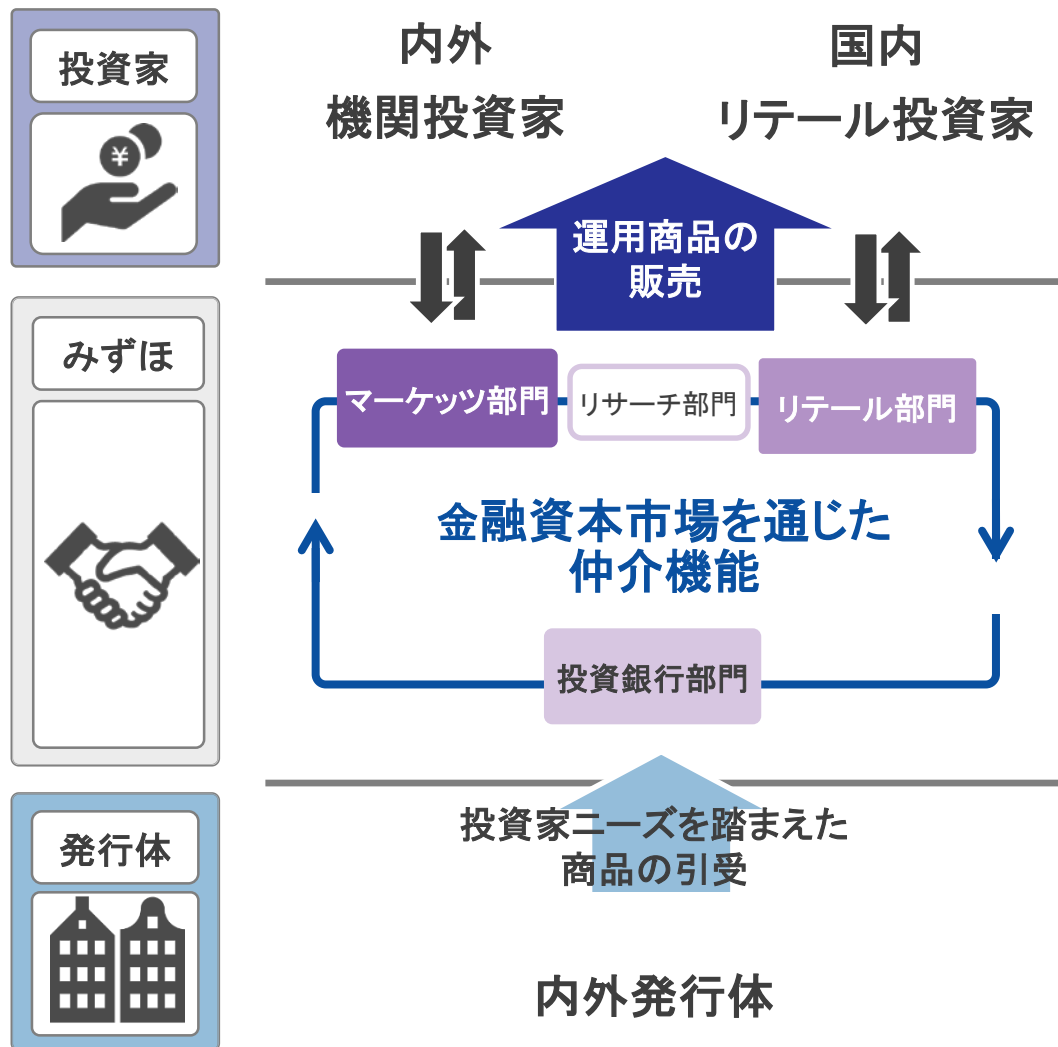 投資家
¥
内外
機関投資家
国内
リテール投資家
運用商品の
販売
みずほ
マーケッツ部門
リサーチ部門
リテール部門
金融資本市場を通じた
仲介機能
投資銀行部門
発行体
投資家ニーズを踏まえた
商品の引受
内外発行体